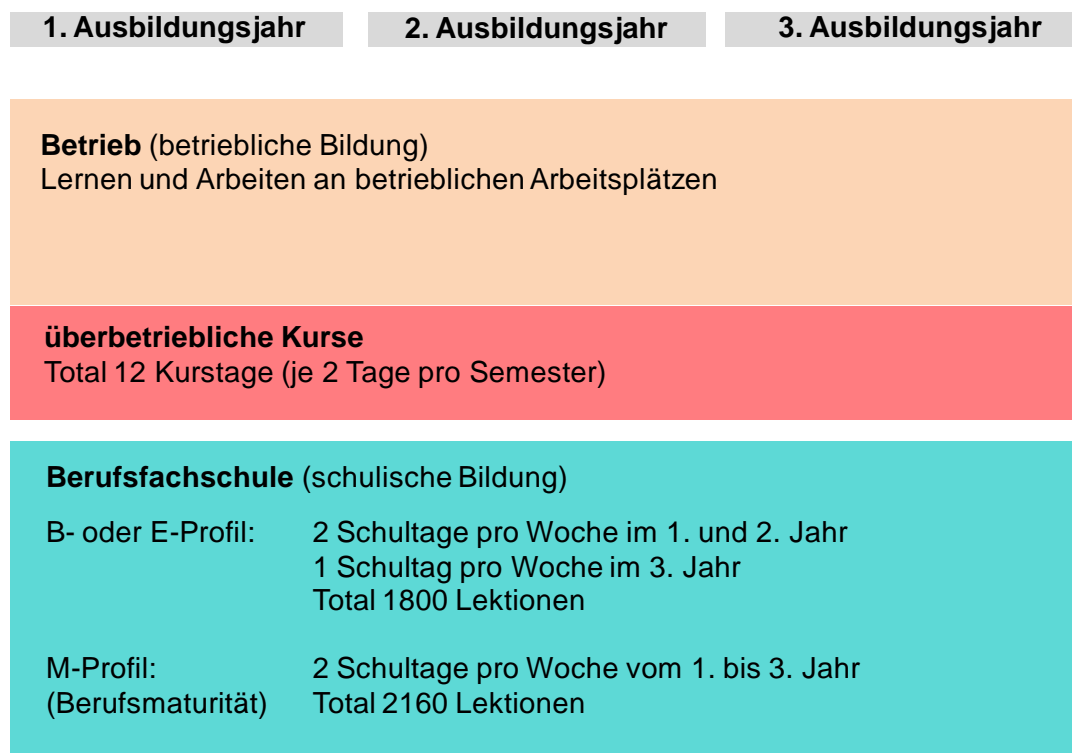 1. Ausbildungsjahr 2. Ausbildungsjahr 3. Ausbildungsjahr
Betrieb (betriebliche Bildung)
Lernen und Arbeiten an betrieblichen Arbeitsplätzen
überbetriebliche Kurse
Total 12 Kurstage (je 2 Tage pro Semester)
Berufsfachschule (schulische Bildung)
B- oder E-Profil: 2 Schultage pro Woche im 1. und 2. Jahr
1 Schultag pro Woche im 3. Jahr
Total 1800 Lektionen
M-Profil: 2 Schultage pro Woche vom 1. bis 3. Jahr
(Berufsmaturität) Total 2160 Lektionen